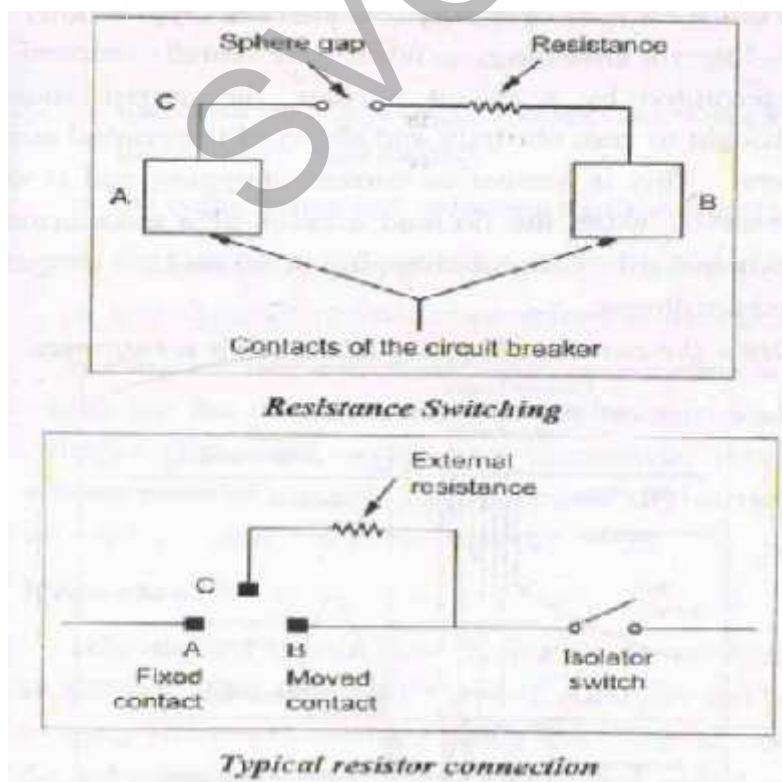 SVC
Sphere gap
Resistance
C
A
B
Contacts of the circuit breaker
Resistance Switching
External
resistance
C
A
B
Fixed
contact
Moved
contact
Isolator
switch
Typical resistor connection